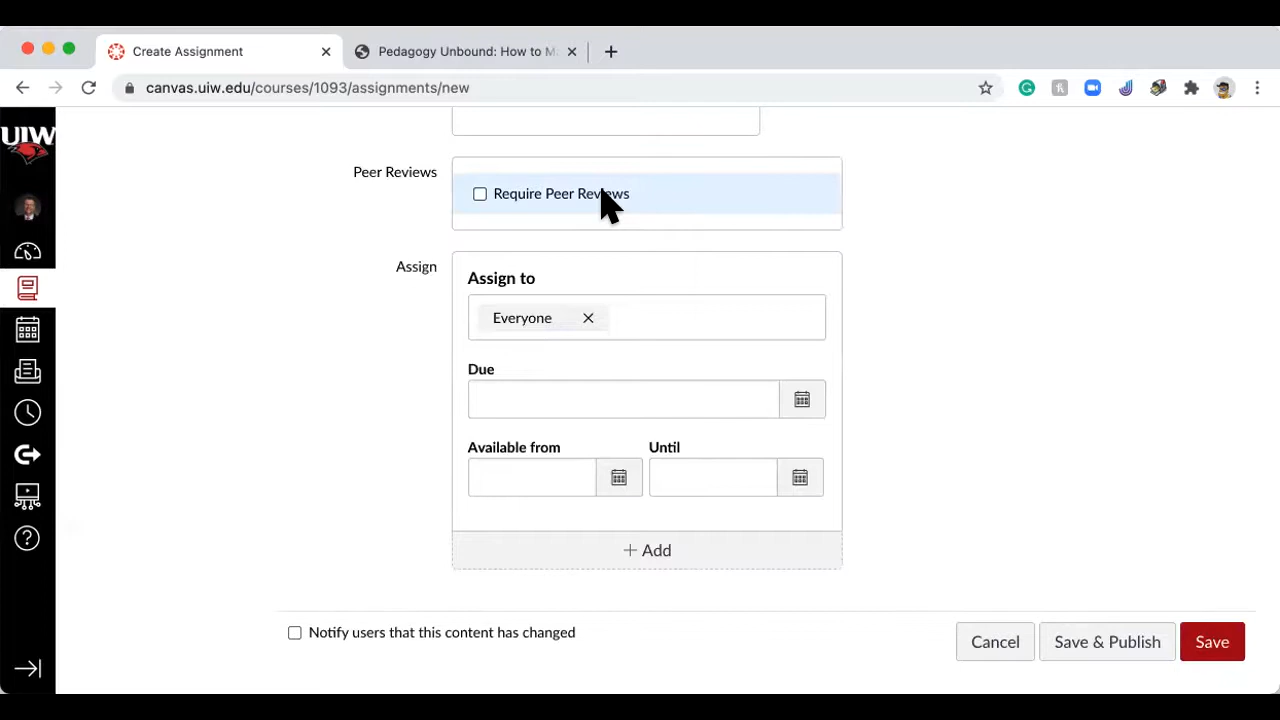 Create Assignment
Pedagogy Unbound: How to M
canvas.uiw.edu/courses/1093/assignments/new
UIW
Peer Reviews
Require Peer Reviews
Assign
Assign to
Everyone
Due
Available from Until
+ Add
Notify users that this content has changed
Cancel Save & Publish Save